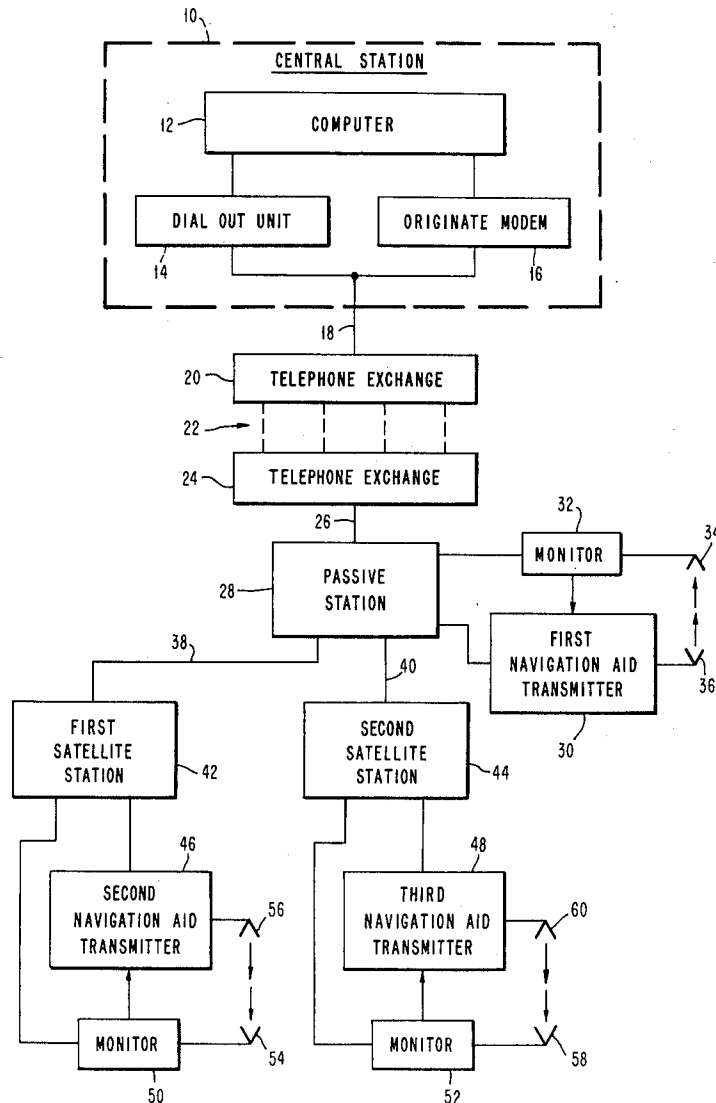 10
CENTRAL STATION
12
COMPUTER
DIAL OUT UNIT
ORIGINATE MODEM
14
16
18
20
TELEPHONE EXCHANGE
22
24
TELEPHONE EXCHANGE
26
32
34
MONITOR
28
PASSIVE
STATION
FIRST
NAVIGATION AID
TRANSMITTER
36
30
38
40
FIRST
SATELLITE
STATION
42
SECOND
SATELLITE
STATION
44
46
SECOND
NAVIGATION AID
TRANSMITTER
56
48
THIRD
NAVIGATION AID
TRANSMITTER
60
MONITOR
54
50
MONITOR
58
52